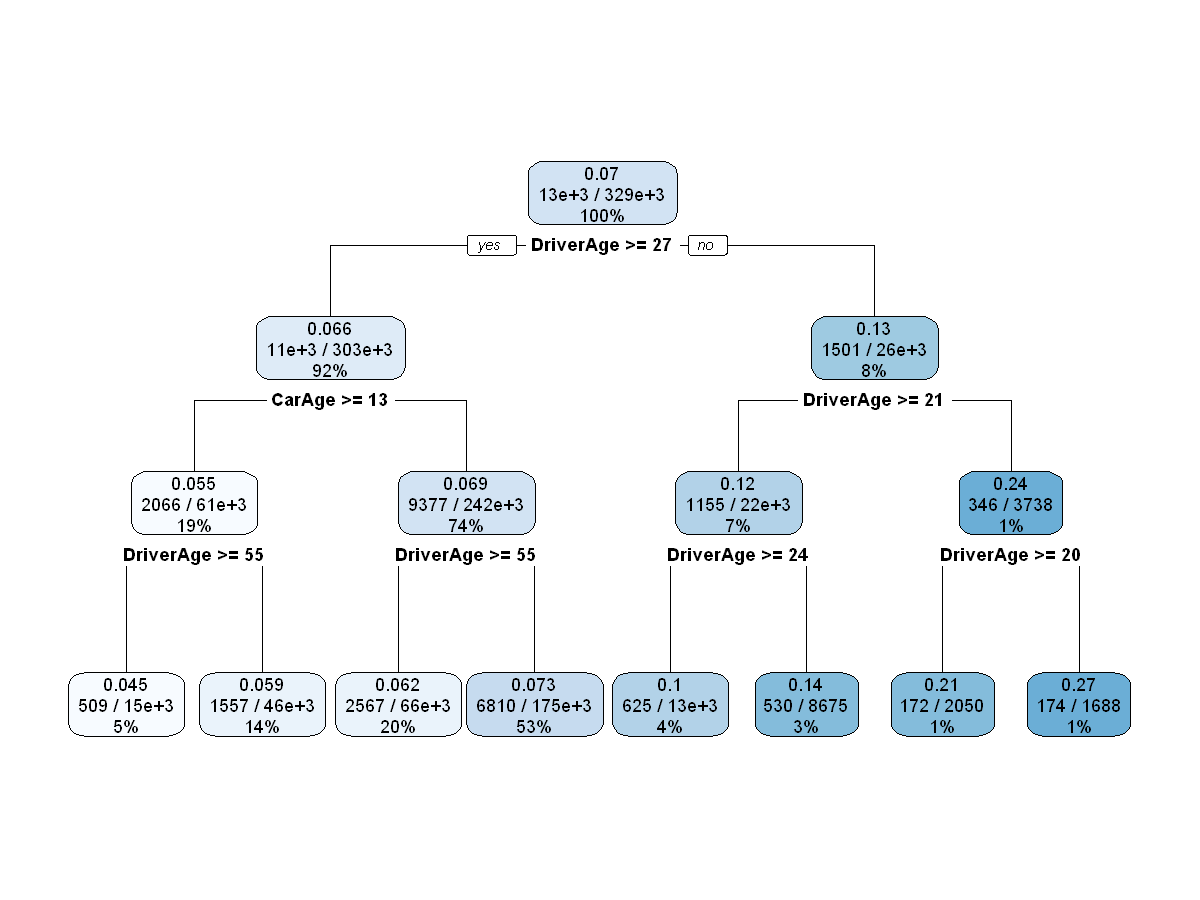 0.07
13e+3 / 329e+3
100%
yes DriverAge >= 27 no
0.066
11e+3 / 303e+3
92%
CarAge >= 13
0.13
1501 / 26e+3
8%
DriverAge >= 21
0.055
2066 / 61e+3
19%
DriverAge >= 55
0.069
9377 / 242e+3
74%
DriverAge >= 55
0.12
1155 / 22e+3
7%
DriverAge >= 24
0.24
346 / 3738
1%
DriverAge >= 20
0.045
509 / 15e+3
5%
0.059
1557 / 46e+3
14%
0.062
2567 / 66e+3
20%
0.073
6810 / 175e+3
53%
0.1
625 / 13e+3
4%
0.14
530 / 8675
3%
0.21
172 / 2050
1%
0.27
174 / 1688
1%